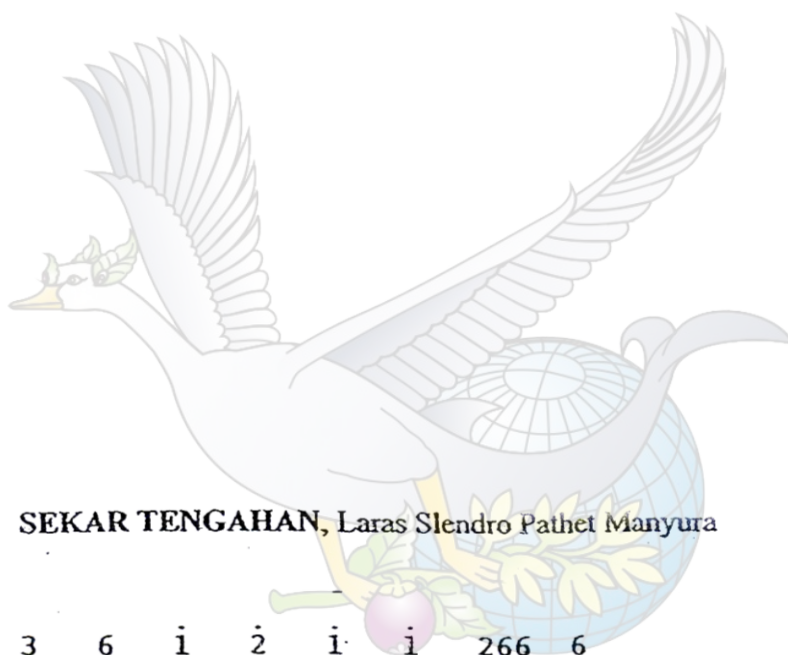 SEKAR TENGAHAN, Laras Slendro Pathet Manyura
3 6 i̇ 2̇ i̇ i̇ 266 6